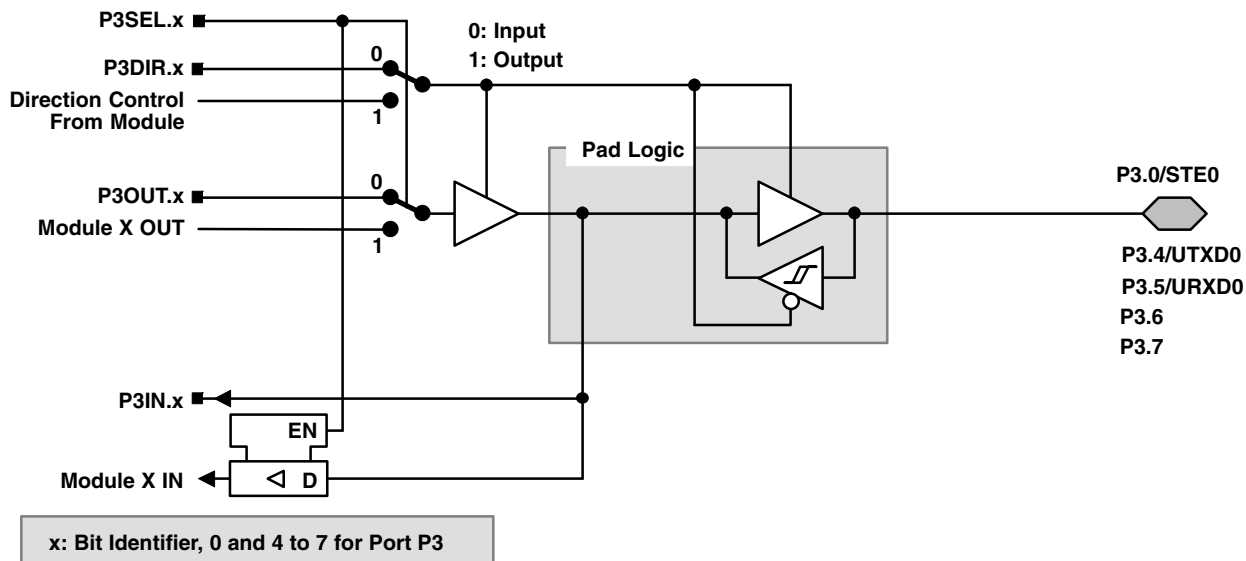 P3SEL.x
0: Input
1: Output
0
P3DIR.x
Direction Control
From Module
1
Pad Logic
P3.0/STE0
0
P3OUT.x
Module X OUT
1
P3.4/UTXD0
P3.5/URXD0
P3.6
P3.7
P3IN.x
EN
Module X IN
D
x: Bit Identifier, 0 and 4 to 7 for Port P3